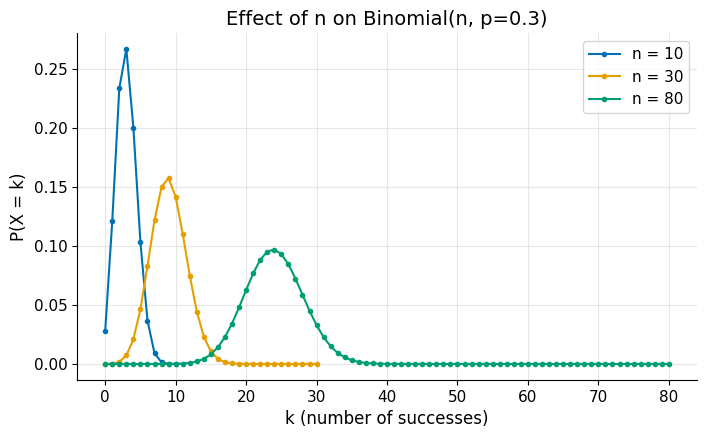 Effect of n on Binomial(n, p=0.3)
n = 10
n = 30
n = 80
P(X = k)
0.25
0.20
0.15
0.10
0.05
0.00
0 10 20 30 40 50 60 70 80
k (number of successes)